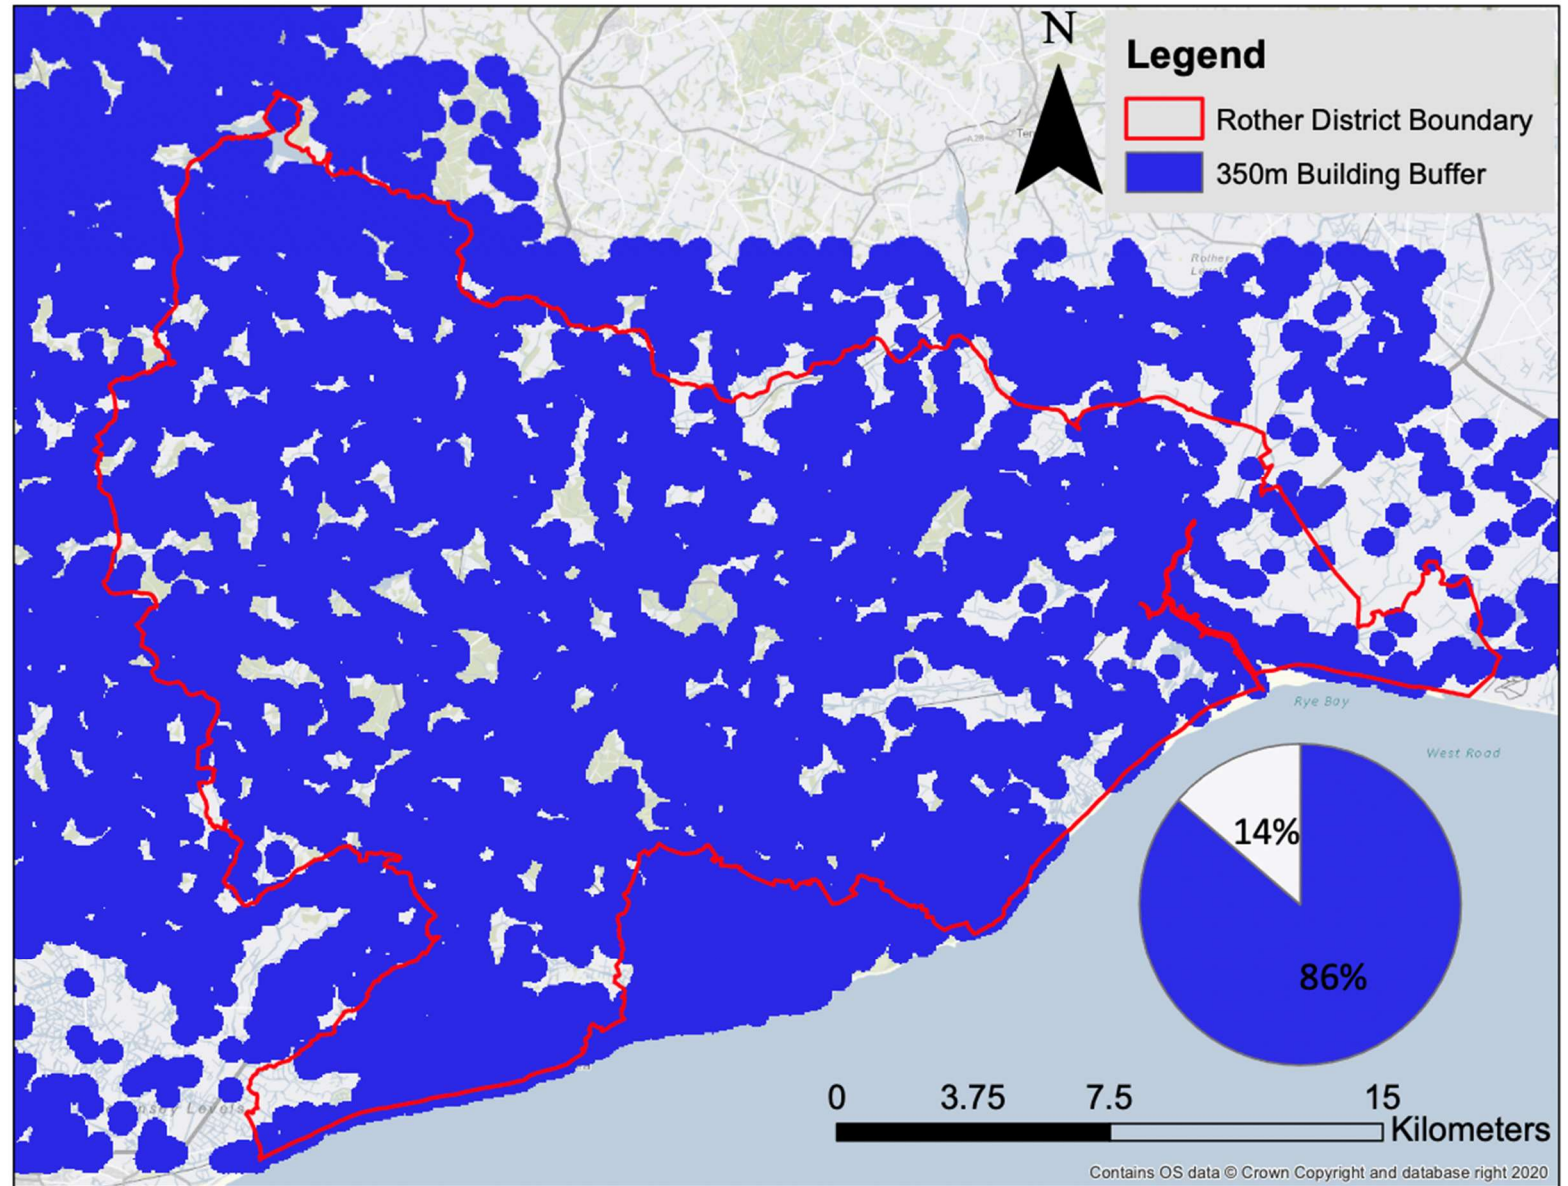 N
Legend
Rother District Boundary
350m Building Buffer
Rother
Rye Bay
West Road
14%
86%
0 3.75 7.5 15
Kilometers
Contains OS data © Crown Copyright and database right 2020